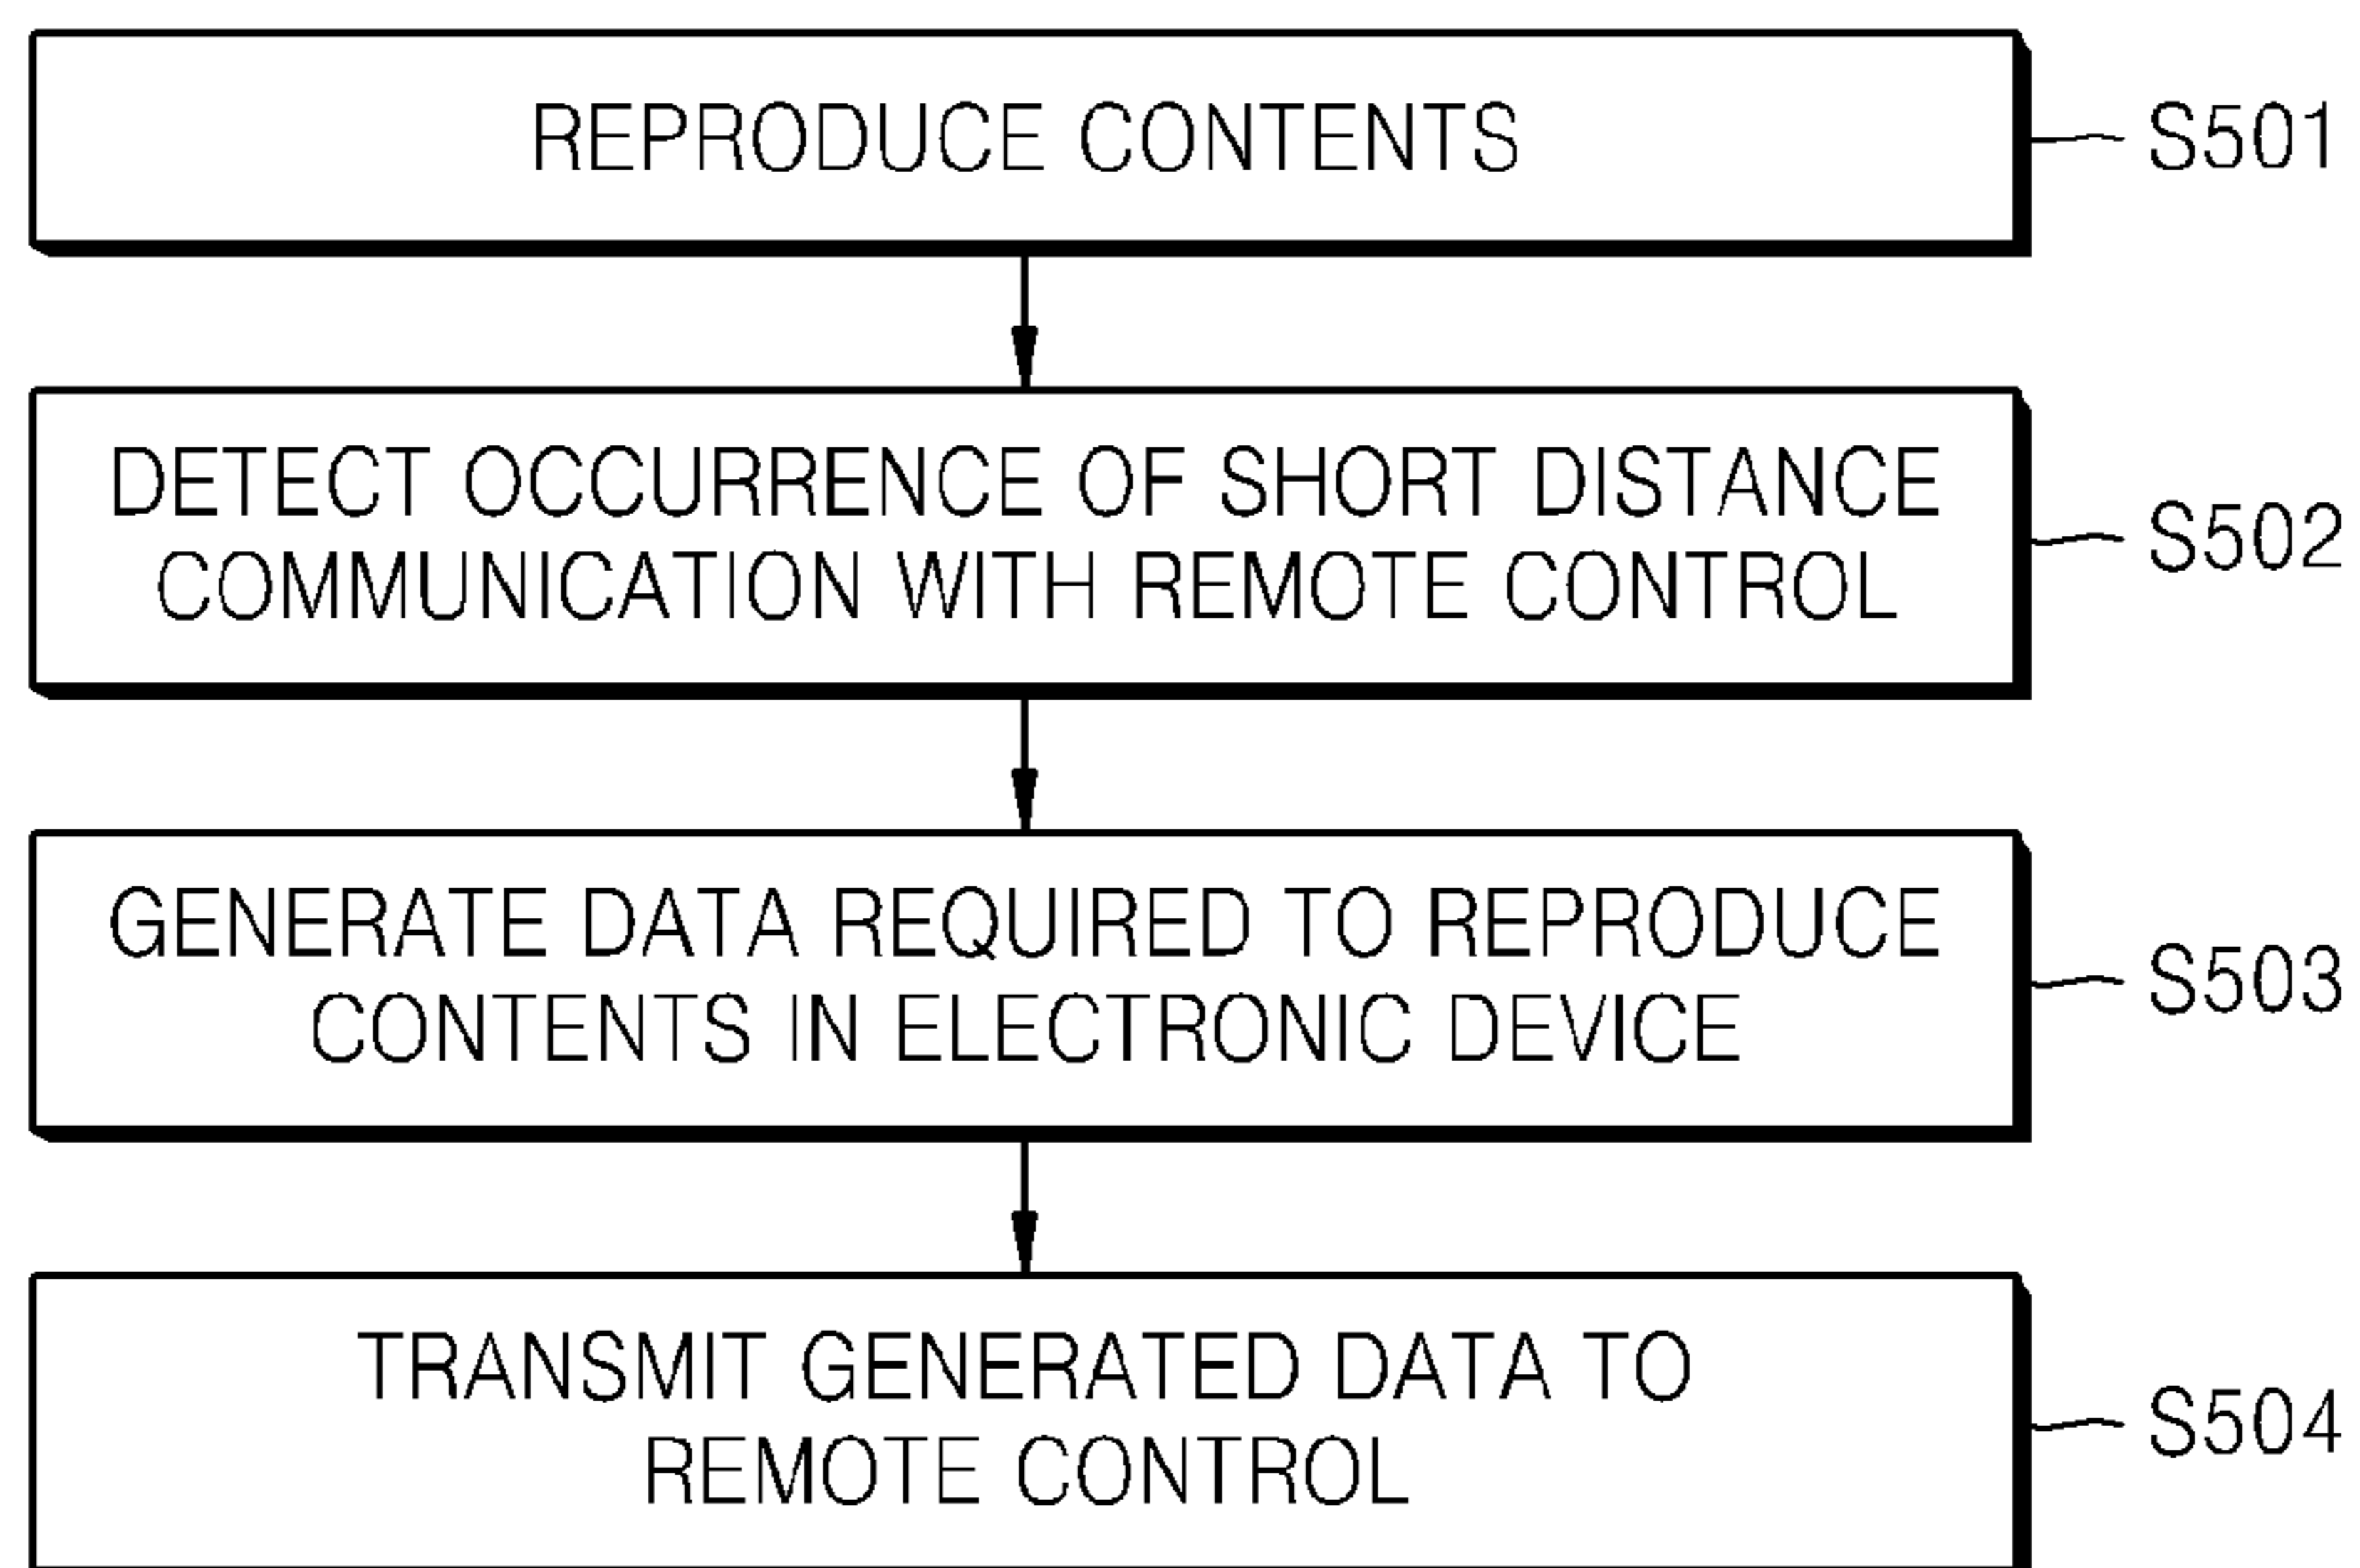 REPRODUCE CONTENTS
S501
DETECT OCCURRENCE OF SHORT DISTANCE
COMMUNICATION WITH REMOTE CONTROL
S502
GENERATE DATA REQUIRED TO REPRODUCE
CONTENTS IN ELECTRONIC DEVICE
S503
TRANSMIT GENERATED DATA TO
REMOTE CONTROL
S504